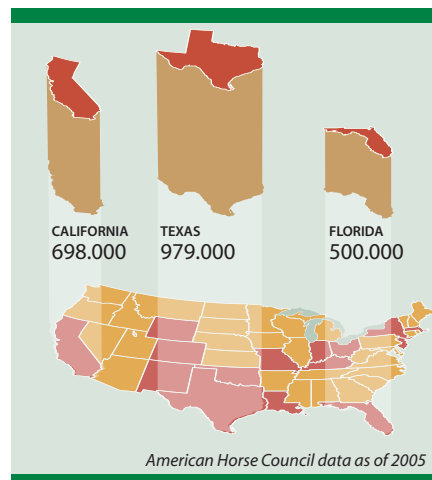 CALIFORNIA
698.000
TEXAS
979.000
FLORIDA
500.000
American Horse Council data as of 2005